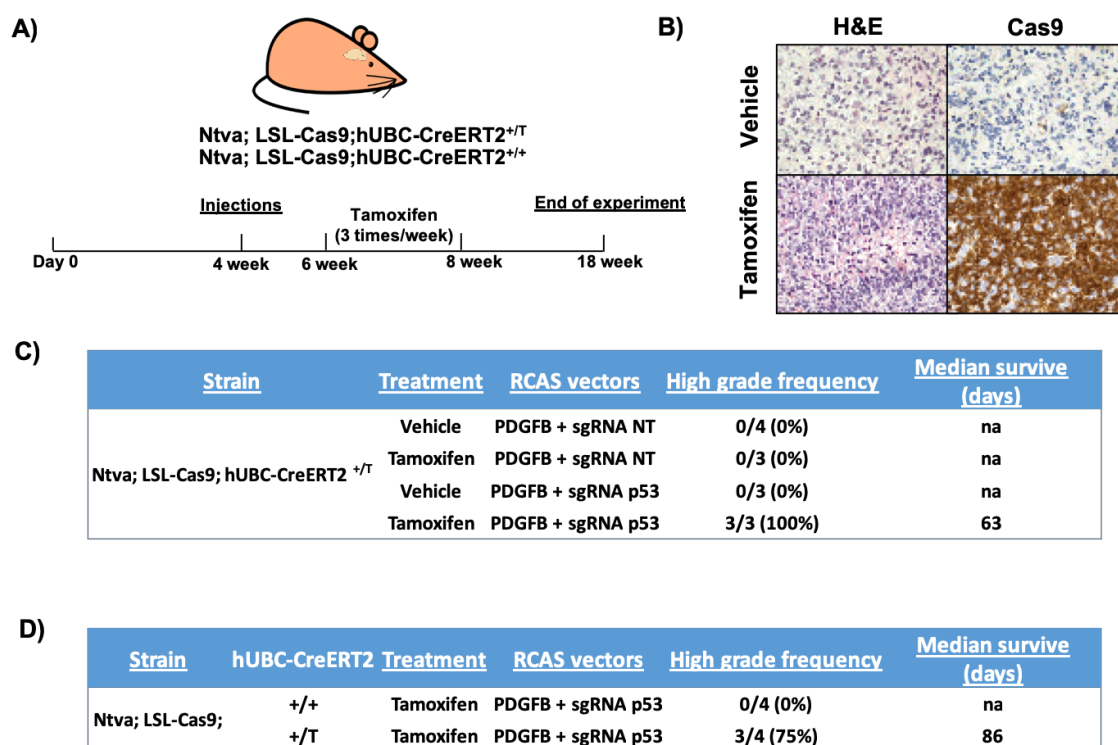 A)
Ntva; LSL-Cas9;hUBC-CreERT2+/T
Ntva; LSL-Cas9;hUBC-CreERT2+/+
Injections
Tamoxifen
(3 times/week)
End of experiment
Day 0
4 week
6 week
8 week
18 week
B)
H&E
Cas9
Vehicle
Tamoxifen
C)
Strain Treatment RCAS vectors High grade frequency Median survive (days)
Vehicle PDGFB + sgRNA NT 0/4 (0%) na
Tamoxifen PDGFB + sgRNA NT 0/3 (0%) na
Ntva; LSL-Cas9; hUBC-CreERT2 +/T
Vehicle PDGFB + sgRNA p53 0/3 (0%) na
Tamoxifen PDGFB + sgRNA p53 3/3 (100%) 63
D)
Strain hUBC-CreERT2 Treatment RCAS vectors High grade frequency Median survive (days)
+/+ Tamoxifen PDGFB + sgRNA p53 0/4 (0%) na
Ntva; LSL-Cas9;
+/T Tamoxifen PDGFB + sgRNA p53 3/4 (75%) 86